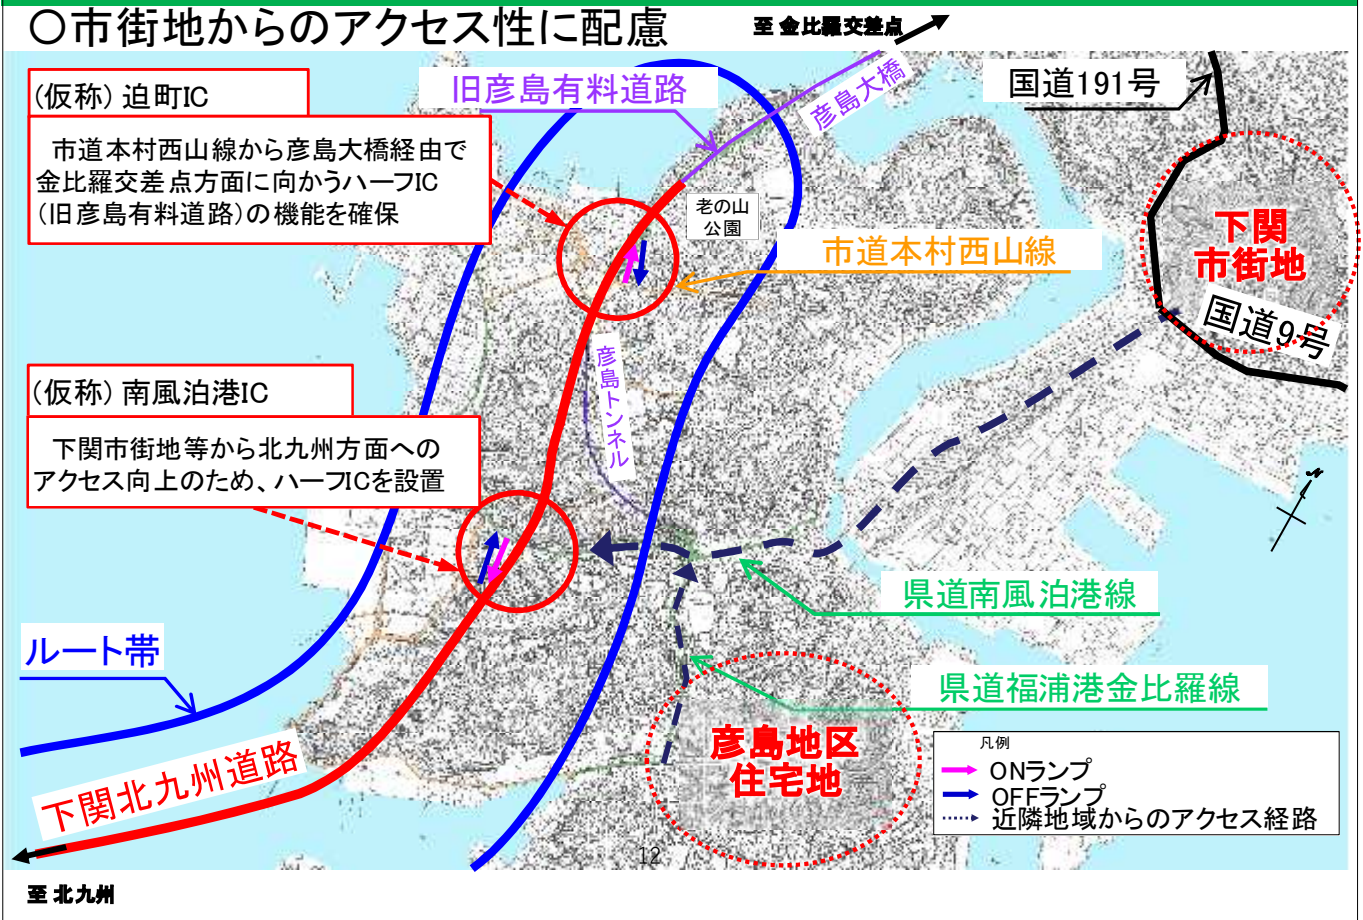 〇市街地からのアクセス性に配慮
至 金比羅交差点
(仮称) 迫町IC
市道本村西山線から彦島大橋経由で
金比羅交差点方面に向かうハーフIC
(旧彦島有料道路)の機能を確保
旧彦島有料道路
彦島大橋
国道191号
老の山
公園
市道本村西山線
下関
市街地
国道9号
(仮称) 南風泊港IC
下関市街地等から北九州方面への
アクセス向上のため、ハーフICを設置
彦島トンネル
N
県道南風泊港線
ルート帯
県道福浦港金比羅線
彦島地区
住宅地
下関北九州道路
凡例
ONランプ
OFFランプ
近隣地域からのアクセス経路
12
至 北九州